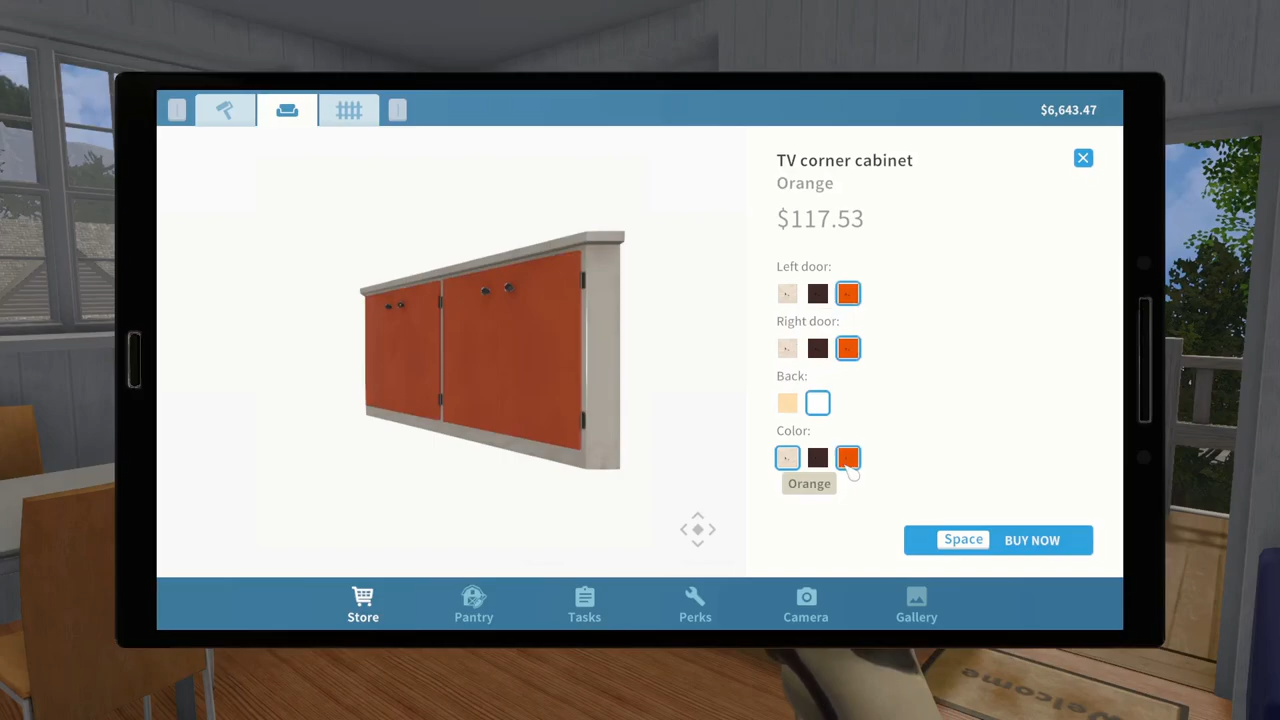 $6,643.47
TV corner cabinet
Orange
$117.53
Left door:
Right door:
Back:
Color:
Orange
Space BUY NOW
Store Pantry Tasks Perks Camera Gallery
Welcome